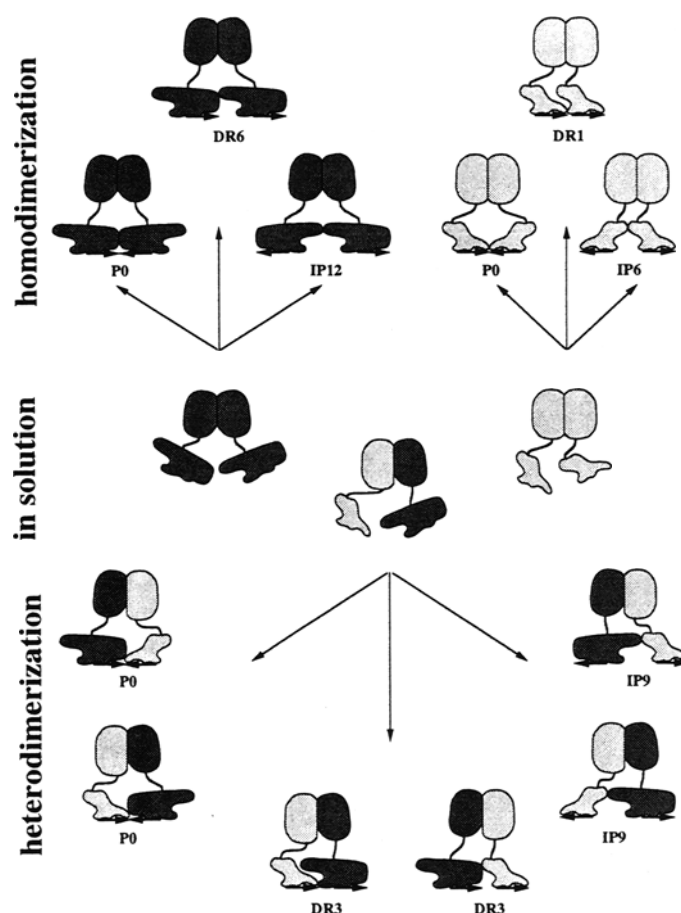 homodimerization
DR6
DR1
P0
IP12
P0
IP6
in solution
heterodimerization
P0
IP9
P0
IP9
DR3
DR3